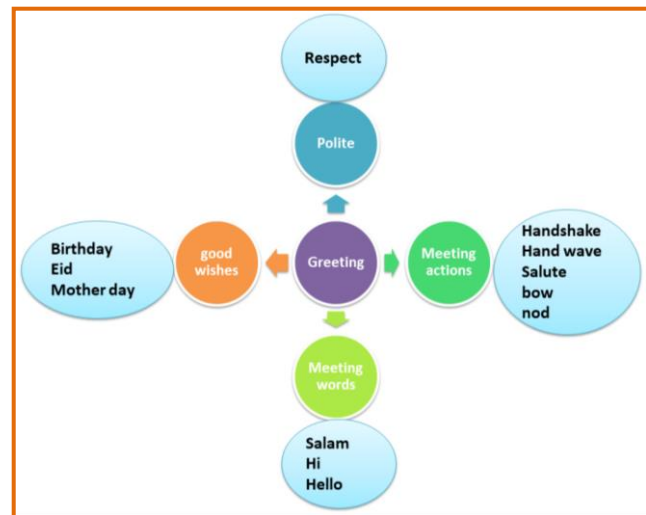 Respect
Polite
Birthday
Eid
Mother day
good
wishes
Greeting
Meeting
actions
Handshake
Hand wave
Salute
bow
nod
Meeting
words
Salam
Hi
Hello